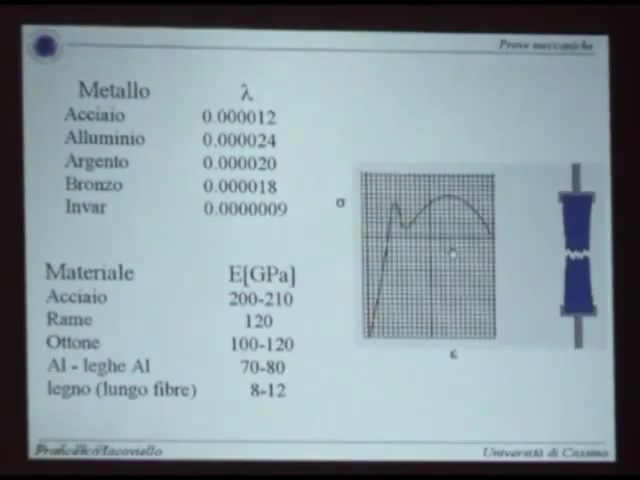 Prove meccaniche
Metallo λ
Acciaio 0.000012
Alluminio 0.000024
Argento 0.000020
Bronzo 0.000018
Invar 0.0000009
σ
ε
Materiale E[GPa]
Acciaio 200-210
Rame 120
Ottone 100-120
Al - leghe Al 70-80
legno (lungo fibre) 8-12
Francesco Iacoviello
Università di Cassino